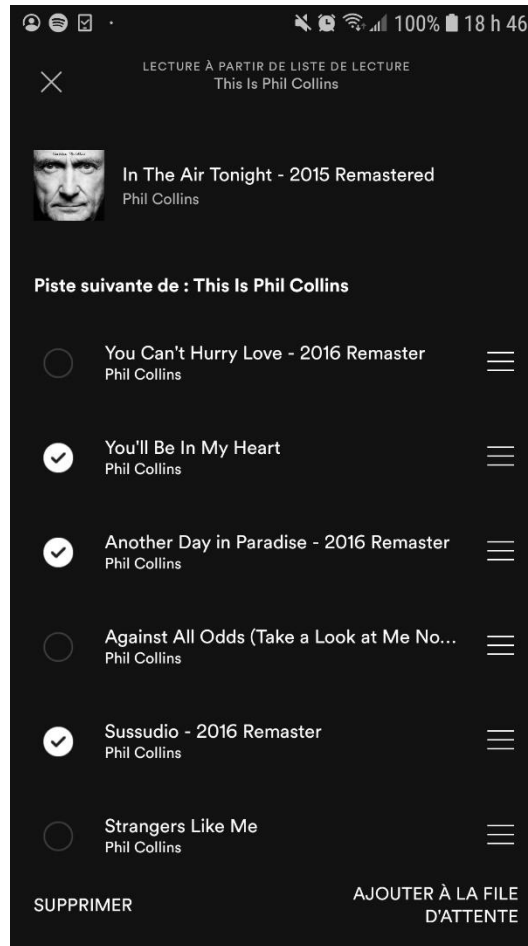 100% 18 h 46
LECTURE À PARTIR DE LISTE DE LECTURE
This Is Phil Collins
In The Air Tonight - 2015 Remastered
Phil Collins
Piste suivante de : This Is Phil Collins
You Can't Hurry Love - 2016 Remaster
Phil Collins
You'll Be In My Heart
Phil Collins
Another Day in Paradise - 2016 Remaster
Phil Collins
Against All Odds (Take a Look at Me No...
Phil Collins
Sussudio - 2016 Remaster
Phil Collins
Strangers Like Me
Phil Collins
SUPPRIMER
AJOUTER À LA FILE
D'ATTENTE